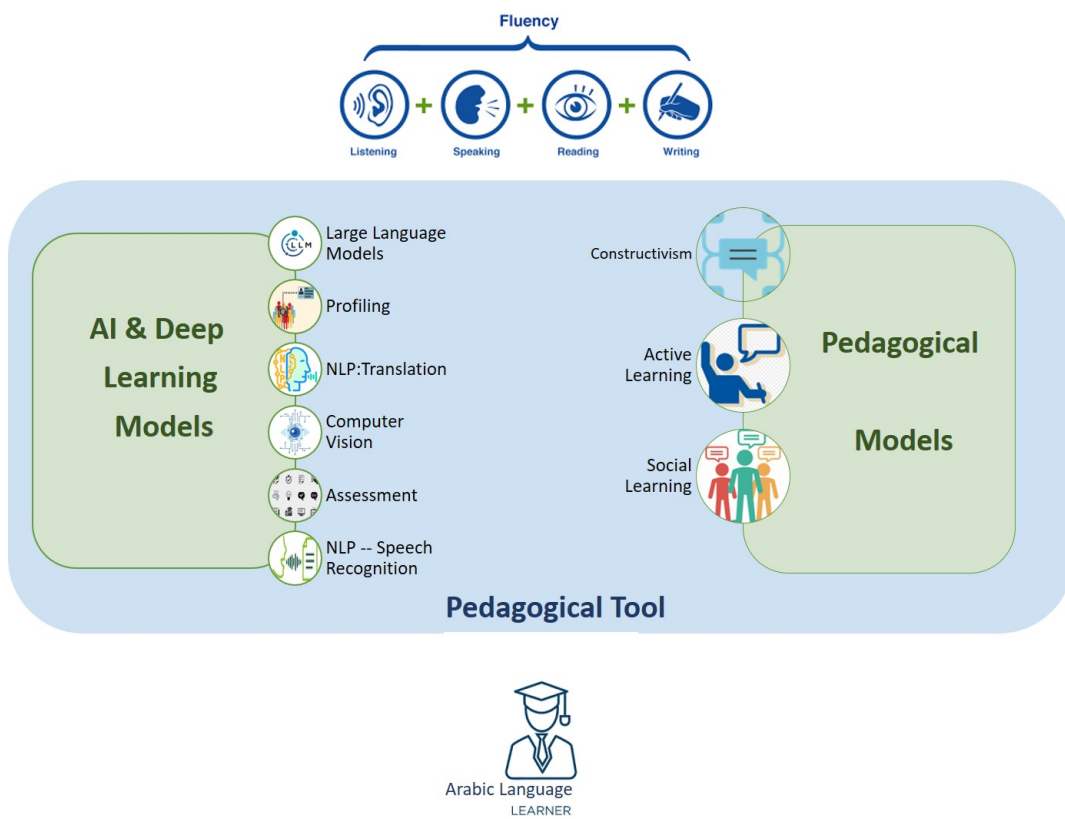 Fluency
Listening
Speaking
Reading
Writing
Large Language
Models
Profiling
NLP:Translation
Computer
Vision
Assessment
NLP -- Speech
Recognition
AI & Deep
Learning
Models
LLM
Constructivism
Active
Learning
Social
Learning
Pedagogical
Models
Pedagogical Tool
Arabic Language
LEARNER